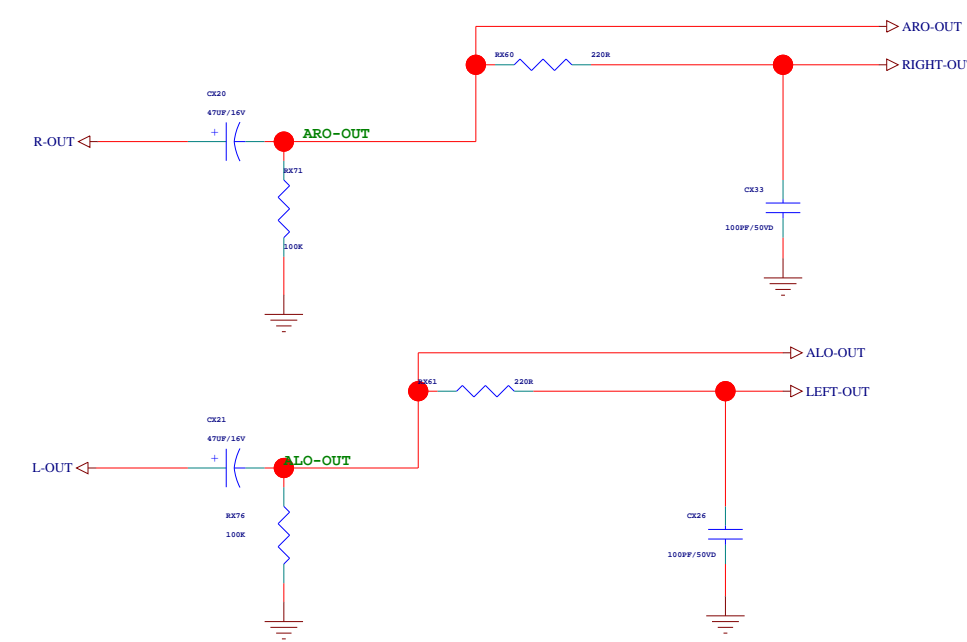 ARO-OUT
RX60 220R
RIGHT-OU
CX20
47UF/16V
+
ARO-OUT
R-OUT
RX71
CX33
100PF/50VD
100K
ALO-OUT
RX61 220R
LEFT-OUT
CX21
47UF/16V
+
ALO-OUT
L-OUT
RX76
CX26
100K
100PF/50VD